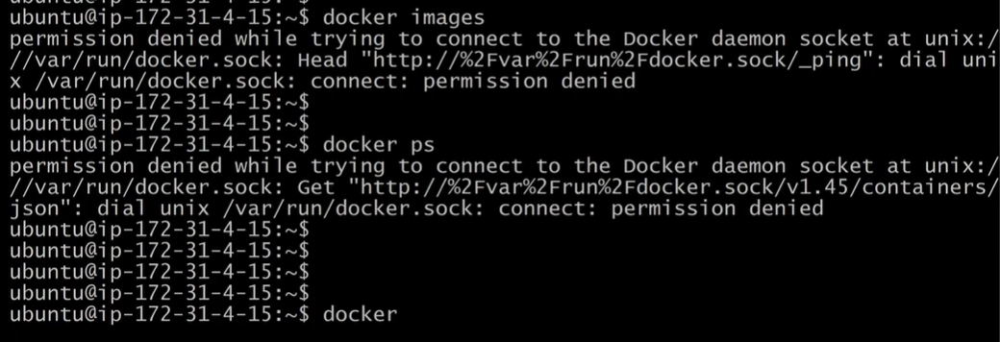 ubuntu@ip-172-31-4-15:~$
ubuntu@ip-172-31-4-15:~$ docker images
permission denied while trying to connect to the Docker daemon socket at unix:/
//var/run/docker.sock: Head "http://%2Fvar%2Frun%2Fdocker.sock/_ping": dial uni
x /var/run/docker.sock: connect: permission denied
ubuntu@ip-172-31-4-15:~$
ubuntu@ip-172-31-4-15:~$
ubuntu@ip-172-31-4-15:~$ docker ps
permission denied while trying to connect to the Docker daemon socket at unix:/
//var/run/docker.sock: Get "http://%2Fvar%2Frun%2Fdocker.sock/v1.45/containers/
json": dial unix /var/run/docker.sock: connect: permission denied
ubuntu@ip-172-31-4-15:~$
ubuntu@ip-172-31-4-15:~$
ubuntu@ip-172-31-4-15:~$
ubuntu@ip-172-31-4-15:~$
ubuntu@ip-172-31-4-15:~$ docker